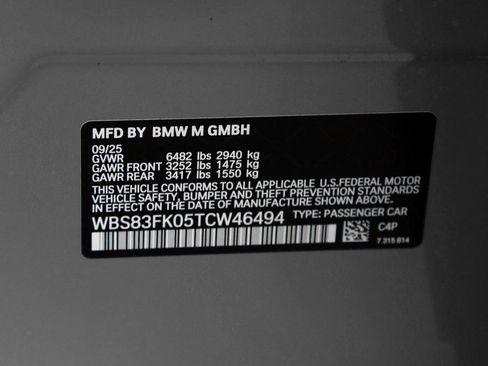 MFD BY BMW M GMBH
09/25
GVWR 6482 lbs 2940 kg
GAWR FRONT 3252 lbs 1475 kg
GAWR REAR 3417 lbs 1550 kg
THIS VEHICLE CONFORMS TO ALL APPLICABLE U.S.FEDERAL MOTOR
VEHICLE SAFETY, BUMPER AND THEFT PREVENTION STANDARDS
IN EFFECT ON THE DATE OF MANUFACTURE SHOWN ABOVE.
WBS83FK05TCW46494 TYPE: PASSENGER CAR
C4P
7 315 814